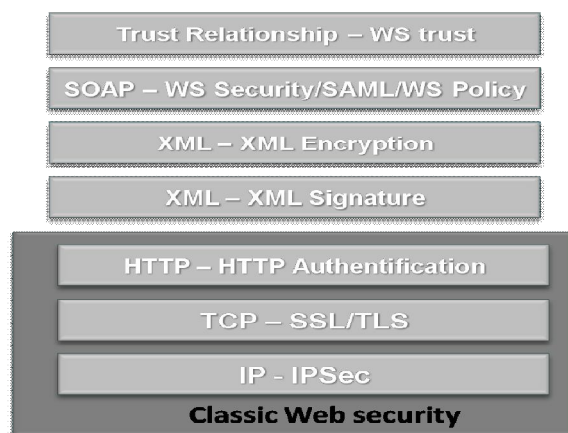 Trust Relationship – WS trust
SOAP – WS Security/SAML/WS Policy
XML – XML Encryption
XML – XML Signature
HTTP – HTTP Authentification
TCP – SSL/TLS
IP - IPSec
Classic Web security